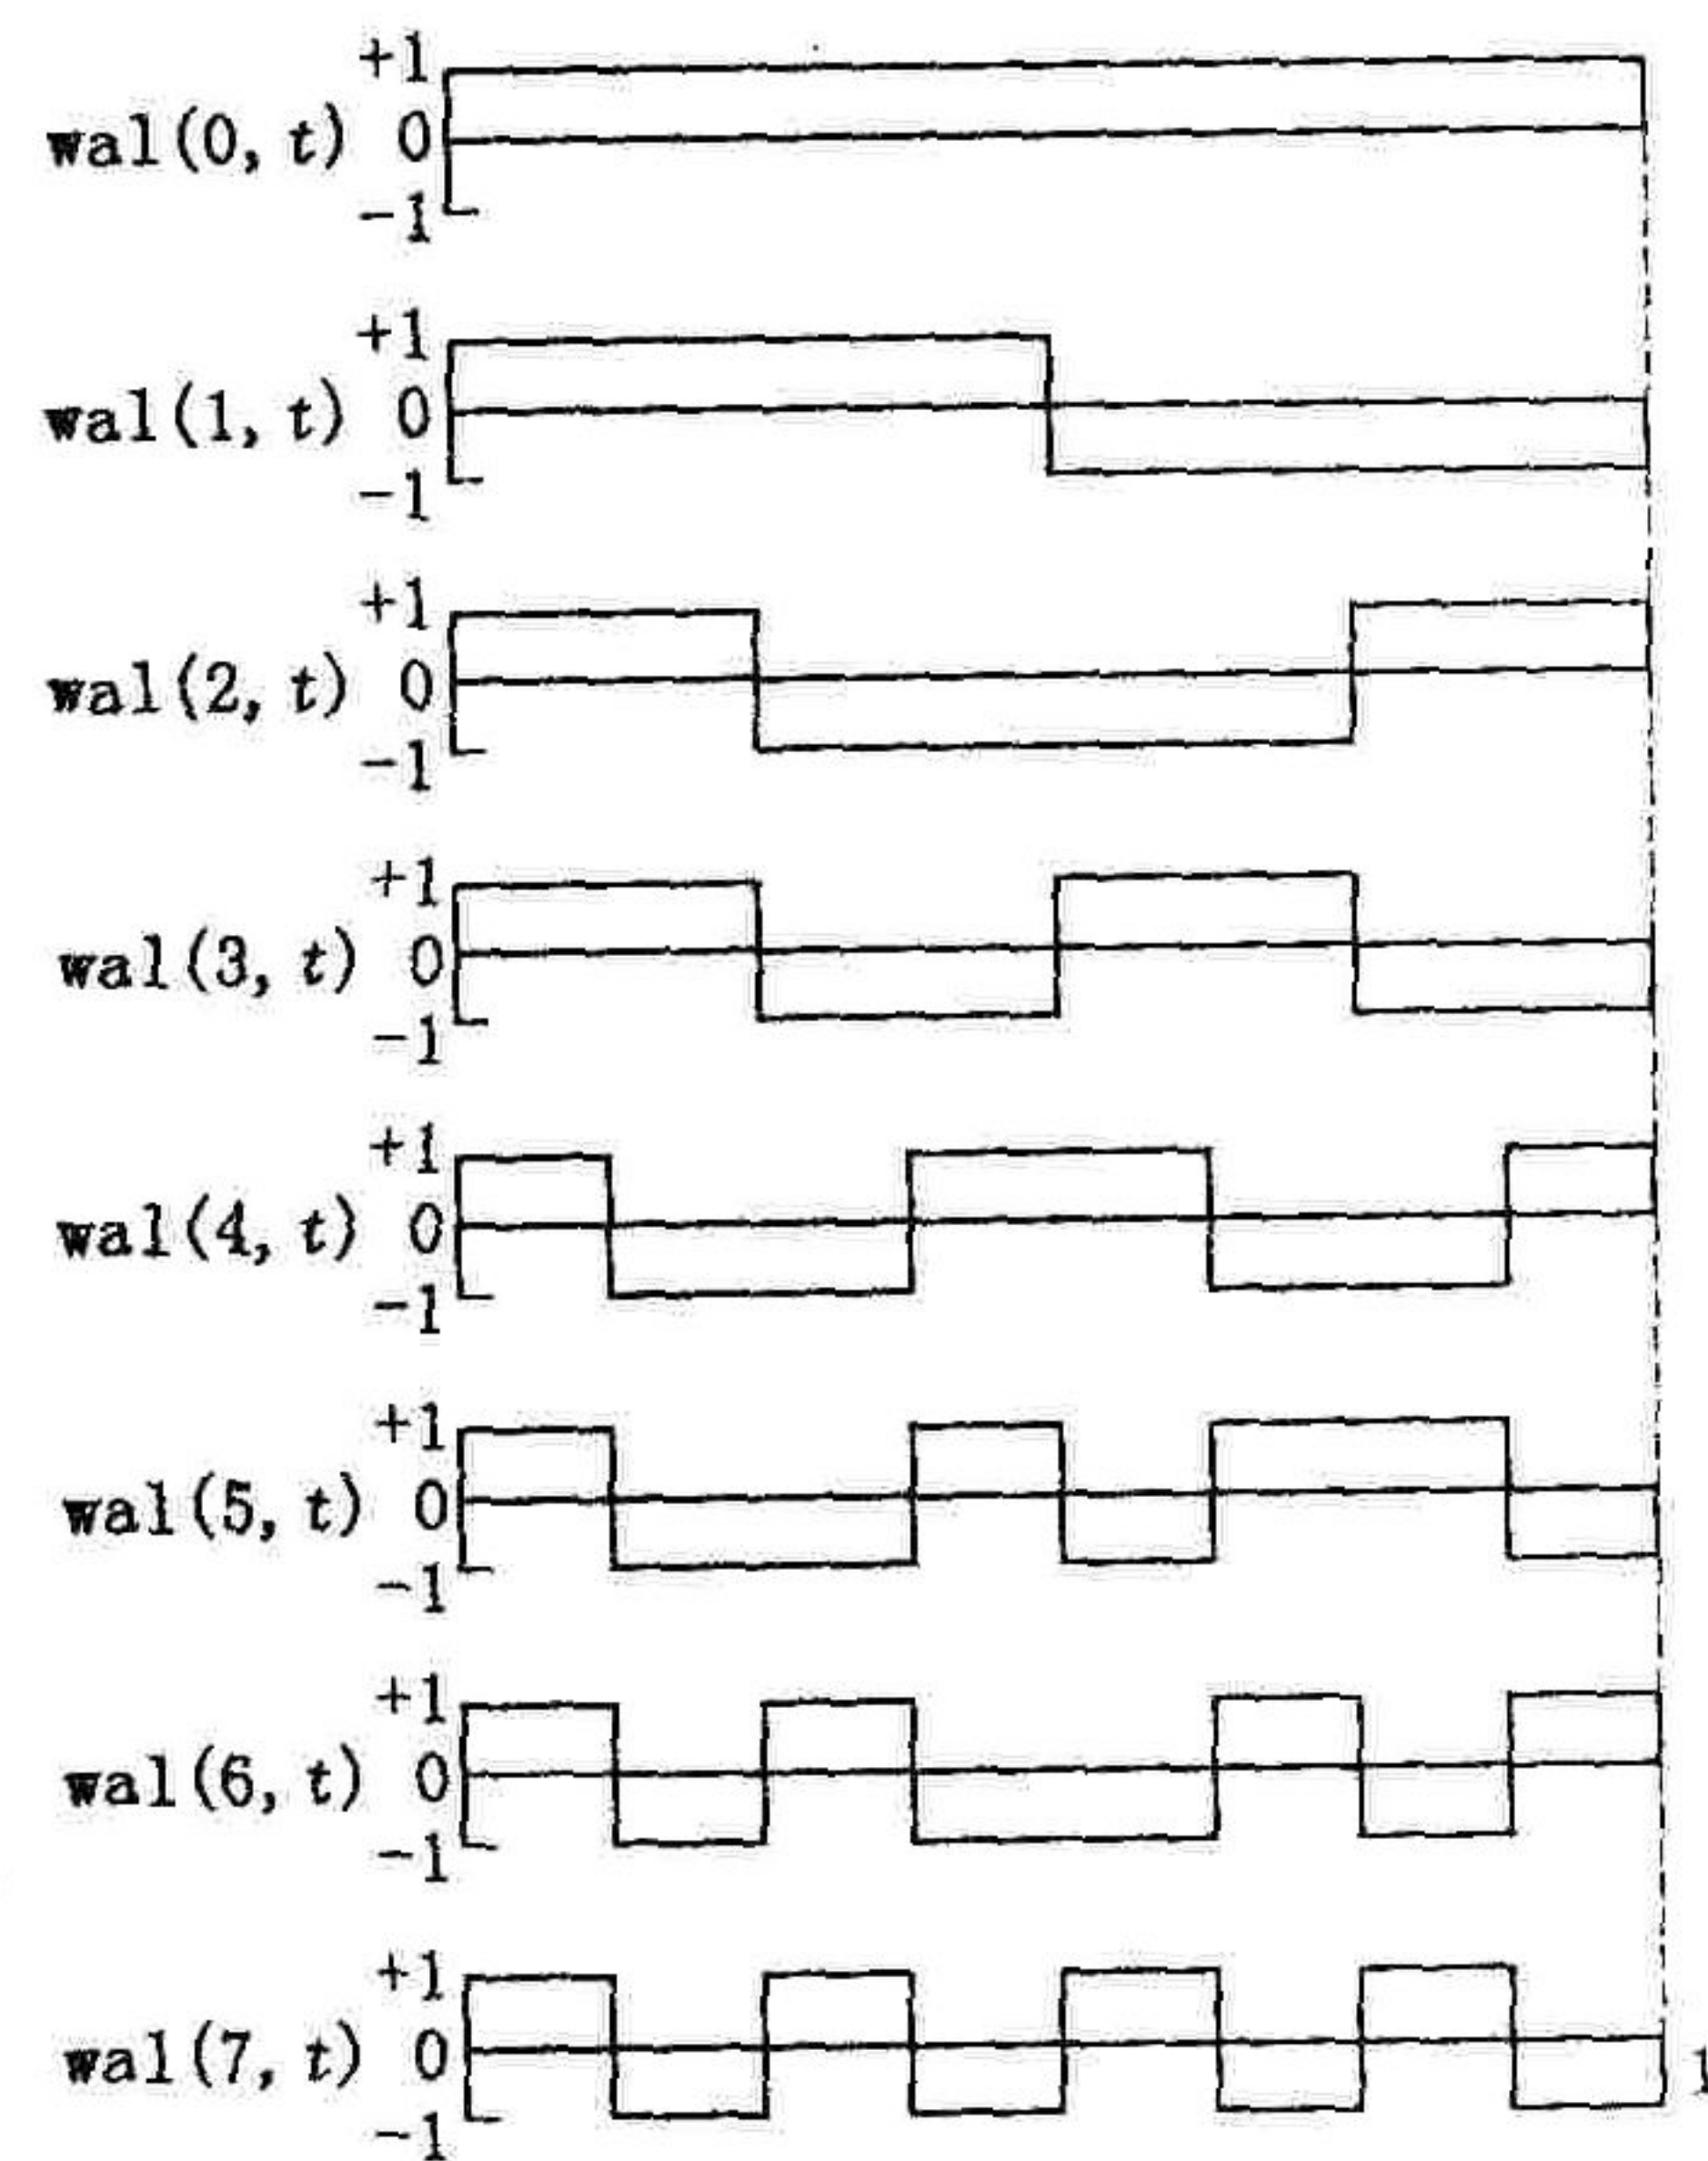 +1
wal(0, t) 0
-1
+1
wal(1, t) 0
-1
+1
wal(2, t) 0
-1
+1
wal(3, t) 0
-1
+1
wal(4, t) 0
-1
+1
wal(5, t) 0
-1
+1
wal(6, t) 0
-1
+1
wal(7, t) 0
1
-1